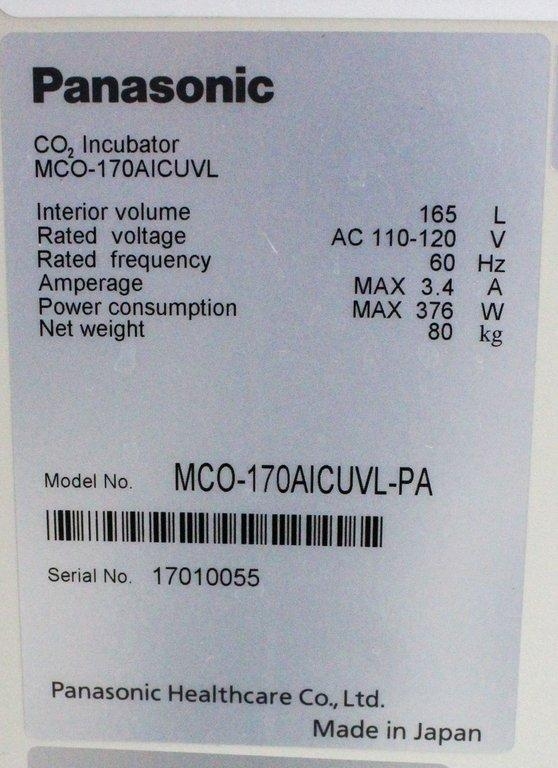 Panasonic
CO₂ Incubator
MCO-170AICUVL
Interior volume 165 L
Rated voltage AC 110-120 V
Rated frequency 60 Hz
Amperage MAX 3.4 A
Power consumption MAX 376 W
Net weight 80 kg
Model No. MCO-170AICUVL-PA
Serial No. 17010055
Panasonic Healthcare Co., Ltd.
Made in Japan